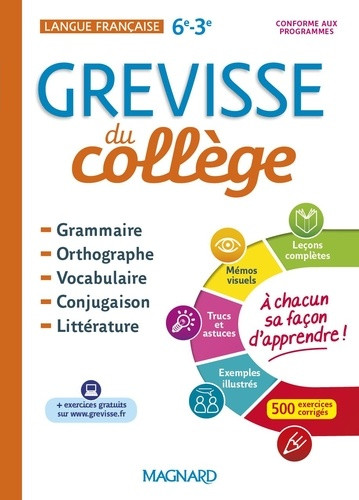 LANGUE FRANÇAISE 6e-3e
CONFORME AUX
PROGRAMMES
GREVISSE
du
collège
Grammaire
Orthographe
Vocabulaire
Conjugaison
Littérature
Leçons
complètes
Mémos
visuels
Trucs et
astuces
Exemples
illustrés
500 exercices
corrigés
À chacun
sa façon
d'apprendre !
+ exercices gratuits
sur www.grevisse.fr
MAGNARD